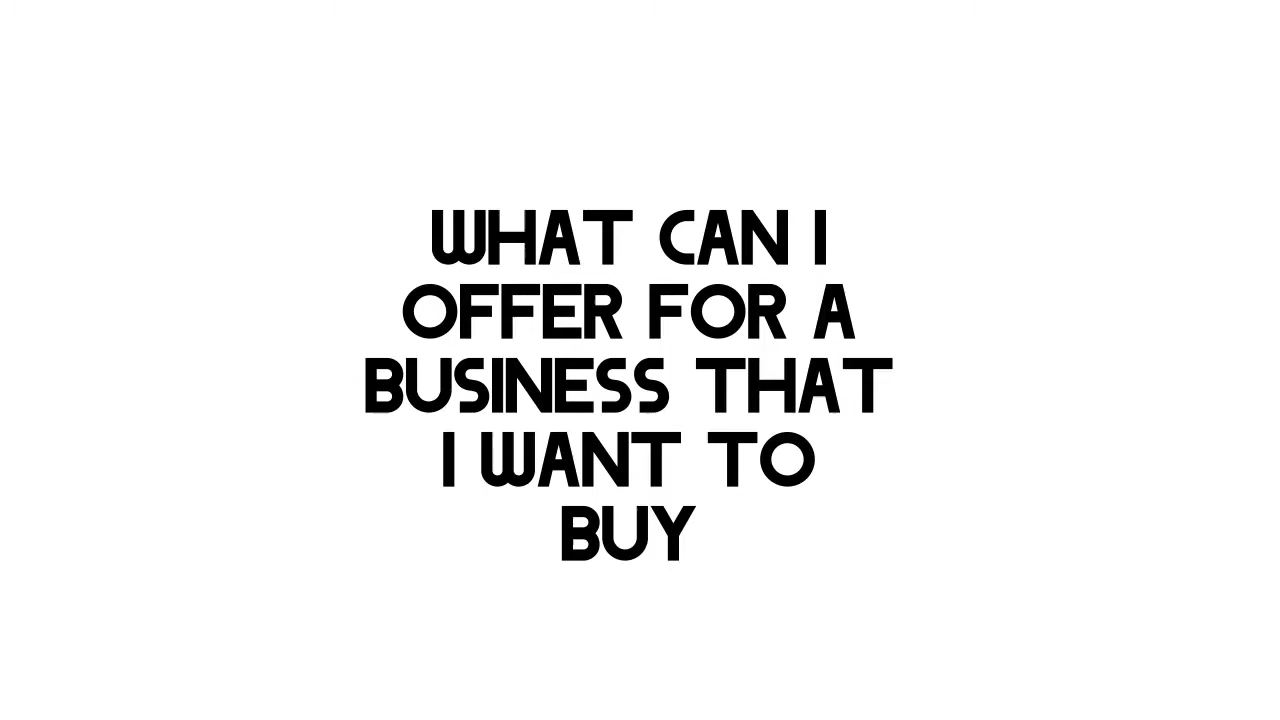 WHAT CAN I
OFFER FOR A
BUSINESS THAT
I WANT TO
BUY